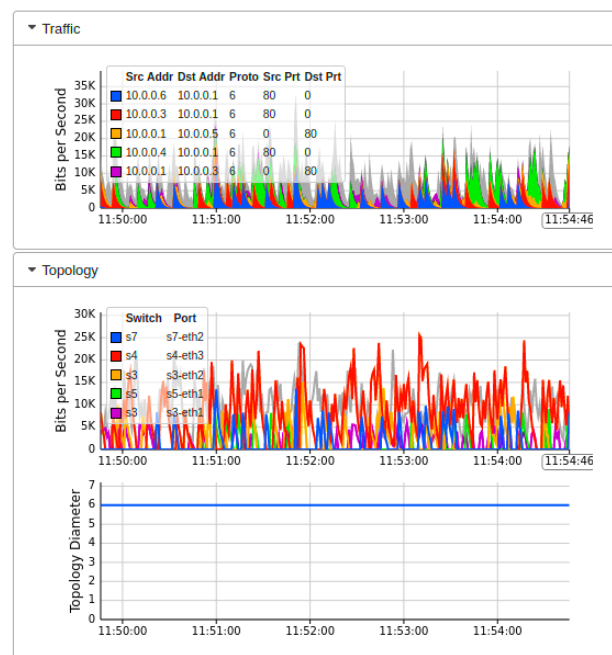 Traffic
Bits per Second
35K
30K
25K
20K
15K
10K
5K
0
Src Addr Dst Addr Proto Src Prt Dst Prt
10.0.0.6 10.0.0.1 6 80 0
10.0.0.3 10.0.0.1 6 80 0
10.0.0.1 10.0.0.5 6 0 80
10.0.0.4 10.0.0.1 6 80 0
10.0.0.1 10.0.0.3 6 0 80
11:50:00 11:51:00 11:52:00 11:53:00 11:54:00 11:54:46
Topology
Bits per Second
30K
25K
20K
15K
10K
5K
0
Switch Port
s7 s7-eth2
s4 s4-eth3
s3 s3-eth2
s5 s5-eth1
s3 s3-eth1
11:50:00 11:51:00 11:52:00 11:53:00 11:54:00 11:54:46
Topology Diameter
7
6
5
4
3
2
1
0
11:50:00 11:51:00 11:52:00 11:53:00 11:54:00